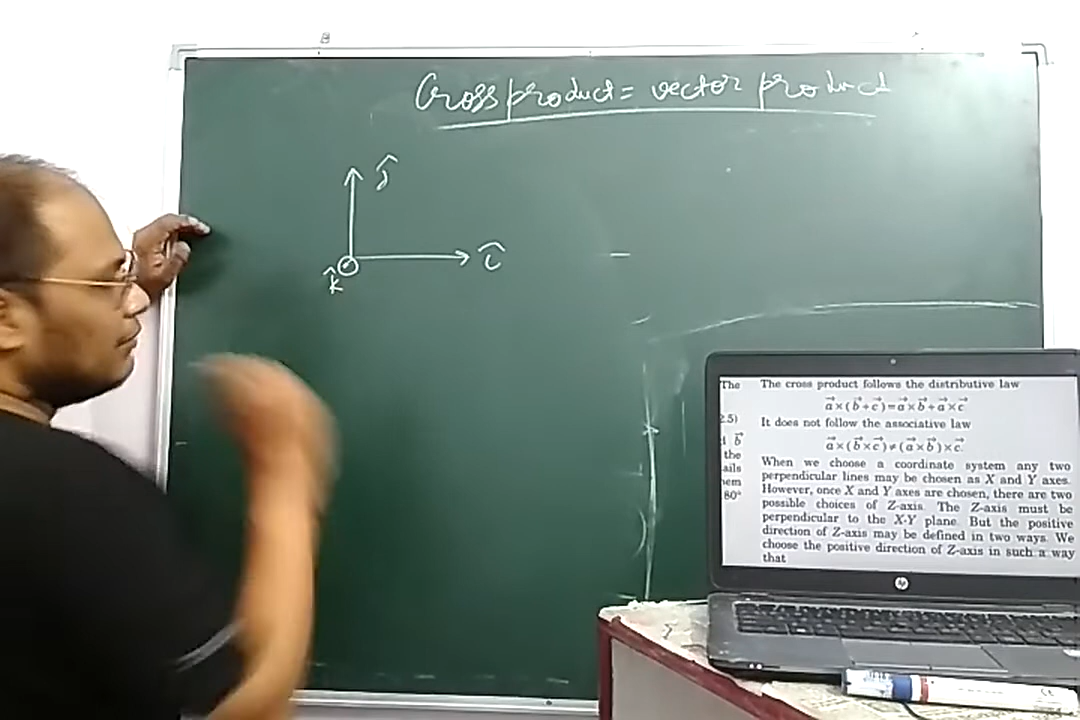 Cross product = vector product
ĵ
î
k̂
The
2.5)
b⃗
the
ails
hem
80°
The cross product follows the distributive law
a⃗×(b⃗+c⃗)=a⃗×b⃗+a⃗×c⃗
It does not follow the associative law
a⃗×(b⃗×c⃗)≠(a⃗×b⃗)×c⃗.
When we choose a coordinate system any two
perpendicular lines may be chosen as X and Y axes.
However, once X and Y axes are chosen, there are two
possible choices of Z-axis. The Z-axis must be
perpendicular to the X-Y plane. But the positive
direction of Z-axis may be defined in two ways. We
choose the positive direction of Z-axis in such a way
that
hp